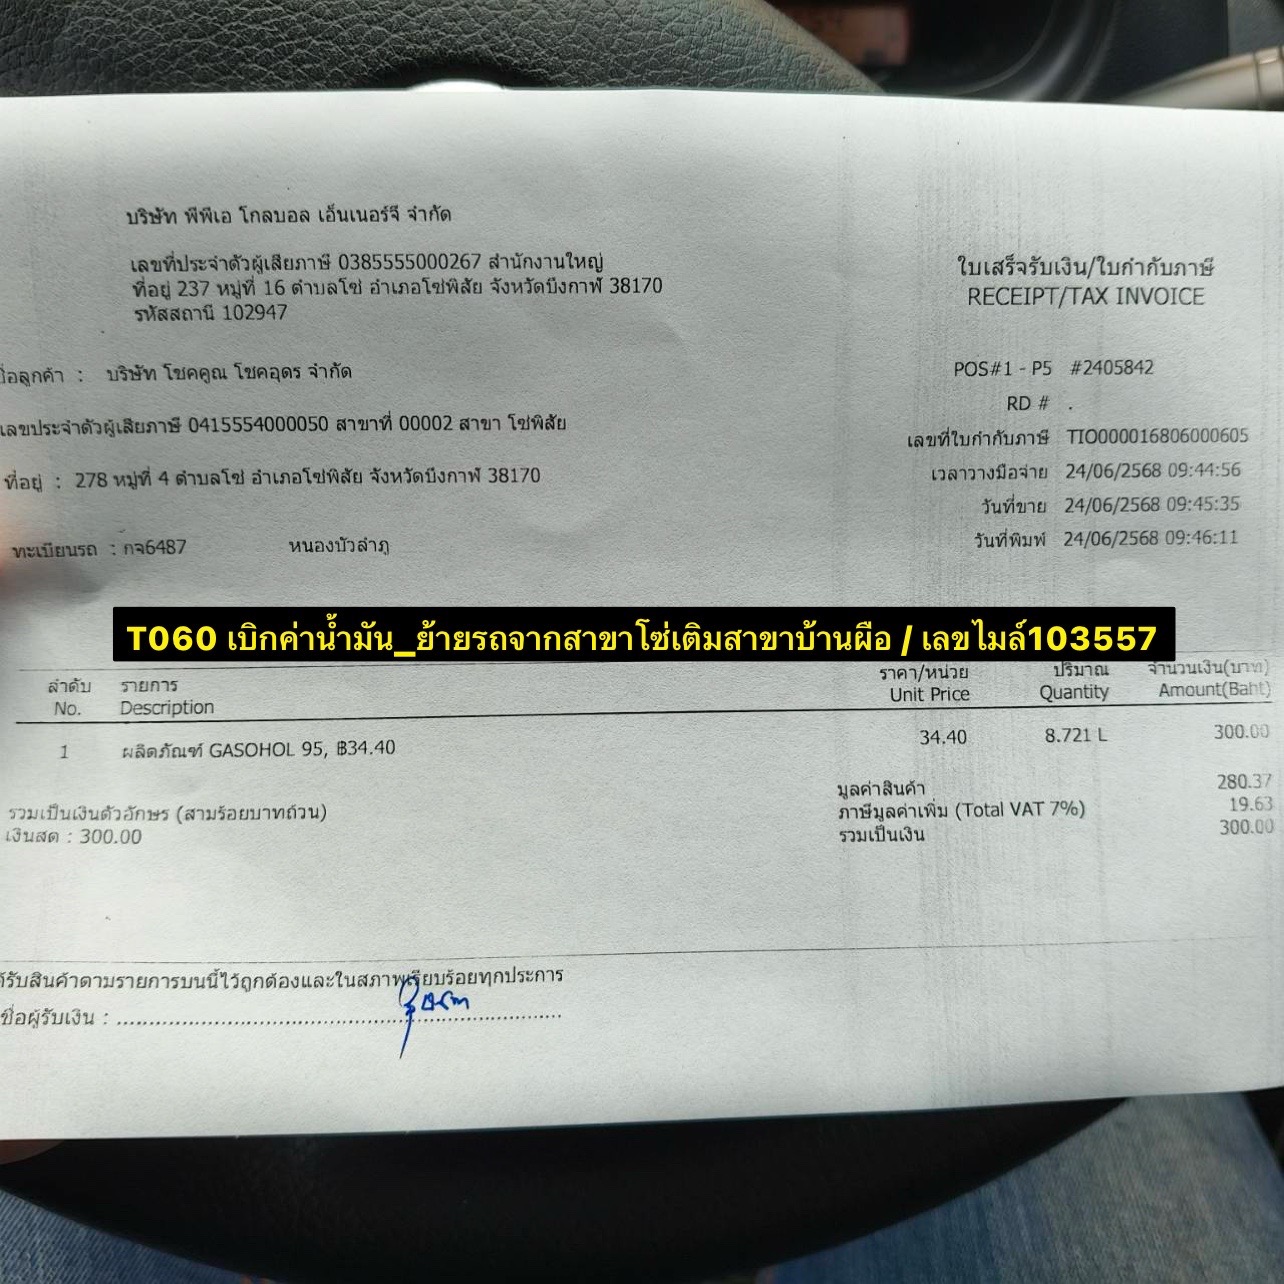 บริษัท พีพีเอ โกลบอล เอ็นเนอร์จี จำกัด
เลขที่ประจำตัวผู้เสียภาษี 0385555000267 สำนักงานใหญ่
ที่อยู่ 237 หมู่ที่ 16 ตำบลโซ่ อำเภอโซ่พิสัย จังหวัดบึงกาฬ 38170
รหัสสถานี 102947
ใบเสร็จรับเงิน/ใบกำกับภาษี
RECEIPT/TAX INVOICE
ชื่อลูกค้า : บริษัท โชคคูณ โชคอุดร จำกัด
เลขประจำตัวผู้เสียภาษี 0415554000050 สาขาที่ 00002 สาขา โซ่พิสัย
ที่อยู่ : 278 หมู่ที่ 4 ตำบลโซ่ อำเภอโซ่พิสัย จังหวัดบึงกาฬ 38170
ทะเบียนรถ : กจ6487 หนองบัวลำภู
POS#1 - P5 #2405842
RD # .
เลขที่ใบกำกับภาษี TIO000016806000605
เวลาวางมือจ่าย 24/06/2568 09:44:56
วันที่ขาย 24/06/2568 09:45:35
วันที่พิมพ์ 24/06/2568 09:46:11
T060 เบิกค่าน้ำมัน_ย้ายรถจากสาขาโซ่เติมสาขาบ้านผือ / เลขไมล์103557
ลำดับ รายการ ราคา/หน่วย ปริมาณ จำนวนเงิน(บาท)
No. Description Unit Price Quantity Amount(Baht)
1 ผลิตภัณฑ์ GASOHOL 95, ฿34.40 34.40 8.721 L 300.00
มูลค่าสินค้า 280.37
รวมเป็นเงินตัวอักษร (สามร้อยบาทถ้วน) ภาษีมูลค่าเพิ่ม (Total VAT 7%) 19.63
เงินสด : 300.00 รวมเป็นเงิน 300.00
ได้รับสินค้าตามรายการบนนี้ไว้ถูกต้องและในสภาพเรียบร้อยทุกประการ
ชื่อผู้รับเงิน :